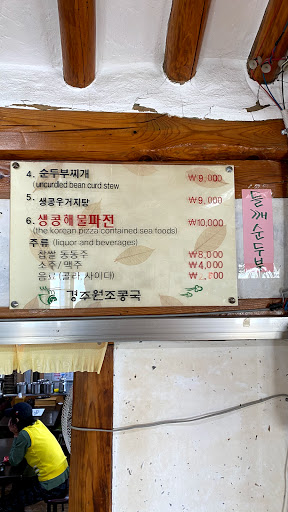 4. 순두부찌개 ₩9,000
(uncurdled bean curd stew
5. 생콩우거지탕 ₩9,000
6. 생콩해물파전 ₩10,000
(the korean pizza contained sea foods)
주류 (liquor and beverages)
찹쌀 동동주 ₩8,000
소주/맥주 ₩4,000
음료 (콜라, 사이다)
경주원조콩국
들깨순두부